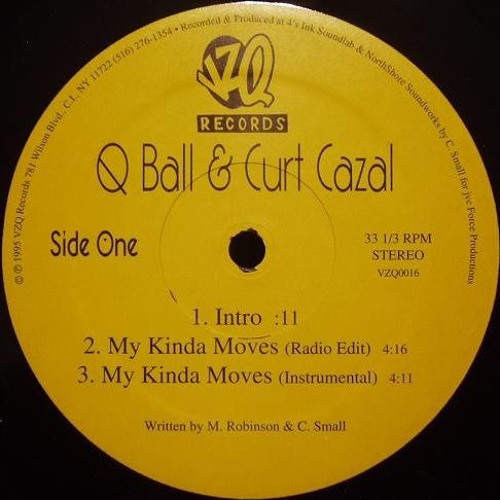 ℗ © 1995 VZQ Records 781 Wilson Blvd., C.I., NY 11722 (516) 276-1354 • Recorded & Produced at 4's Ink Soundlab & NorthShore Soundworks by C. Small for jve Force Productions
VZQ
RECORDS
Q Ball & Curt Cazal
Side One
33 1/3 RPM
STEREO
VZQ0016
1. Intro :11
2. My Kinda Moves (Radio Edit) 4:16
3. My Kinda Moves (Instrumental) 4:11
Written by M. Robinson & C. Small